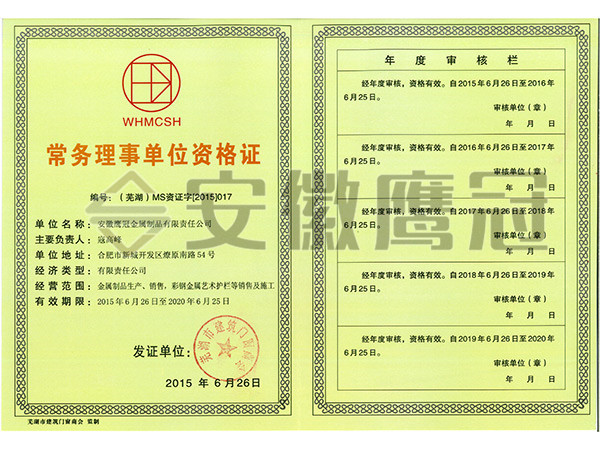 WHMCSH
常务理事单位资格证
编号：（芜湖）MS资证字[2015]017
单位名称：安徽鹰冠金属制品有限责任公司
主要负责人：寇高峰
单位地址：合肥市新城开发区燎原南路54号
经济类型：有限责任公司
经营范围：金属制品生产、销售，彩钢金属艺术护栏等销售及施工
有效期限：2015年6月26日至2020年6月25日
发证单位：
芜湖市建筑门窗商会
2015 年 6月26日
芜湖市建筑门窗商会 监制
年度审核栏
经年度审核，资格有效。自2015年6月26日至2016年
6月25日。
审核单位（章）
年 月 日
经年度审核，资格有效。自2016年6月26日至2017年
6月25日。
审核单位（章）
年 月 日
经年度审核，资格有效。自2017年6月26日至2018年
6月25日。
审核单位（章）
年 月 日
经年度审核，资格有效。自2018年6月26日至2019年
6月25日。
审核单位（章）
年 月 日
经年度审核，资格有效。自2019年6月26日至2020年
6月25日。
审核单位（章）
年 月 日
安徽鹰冠